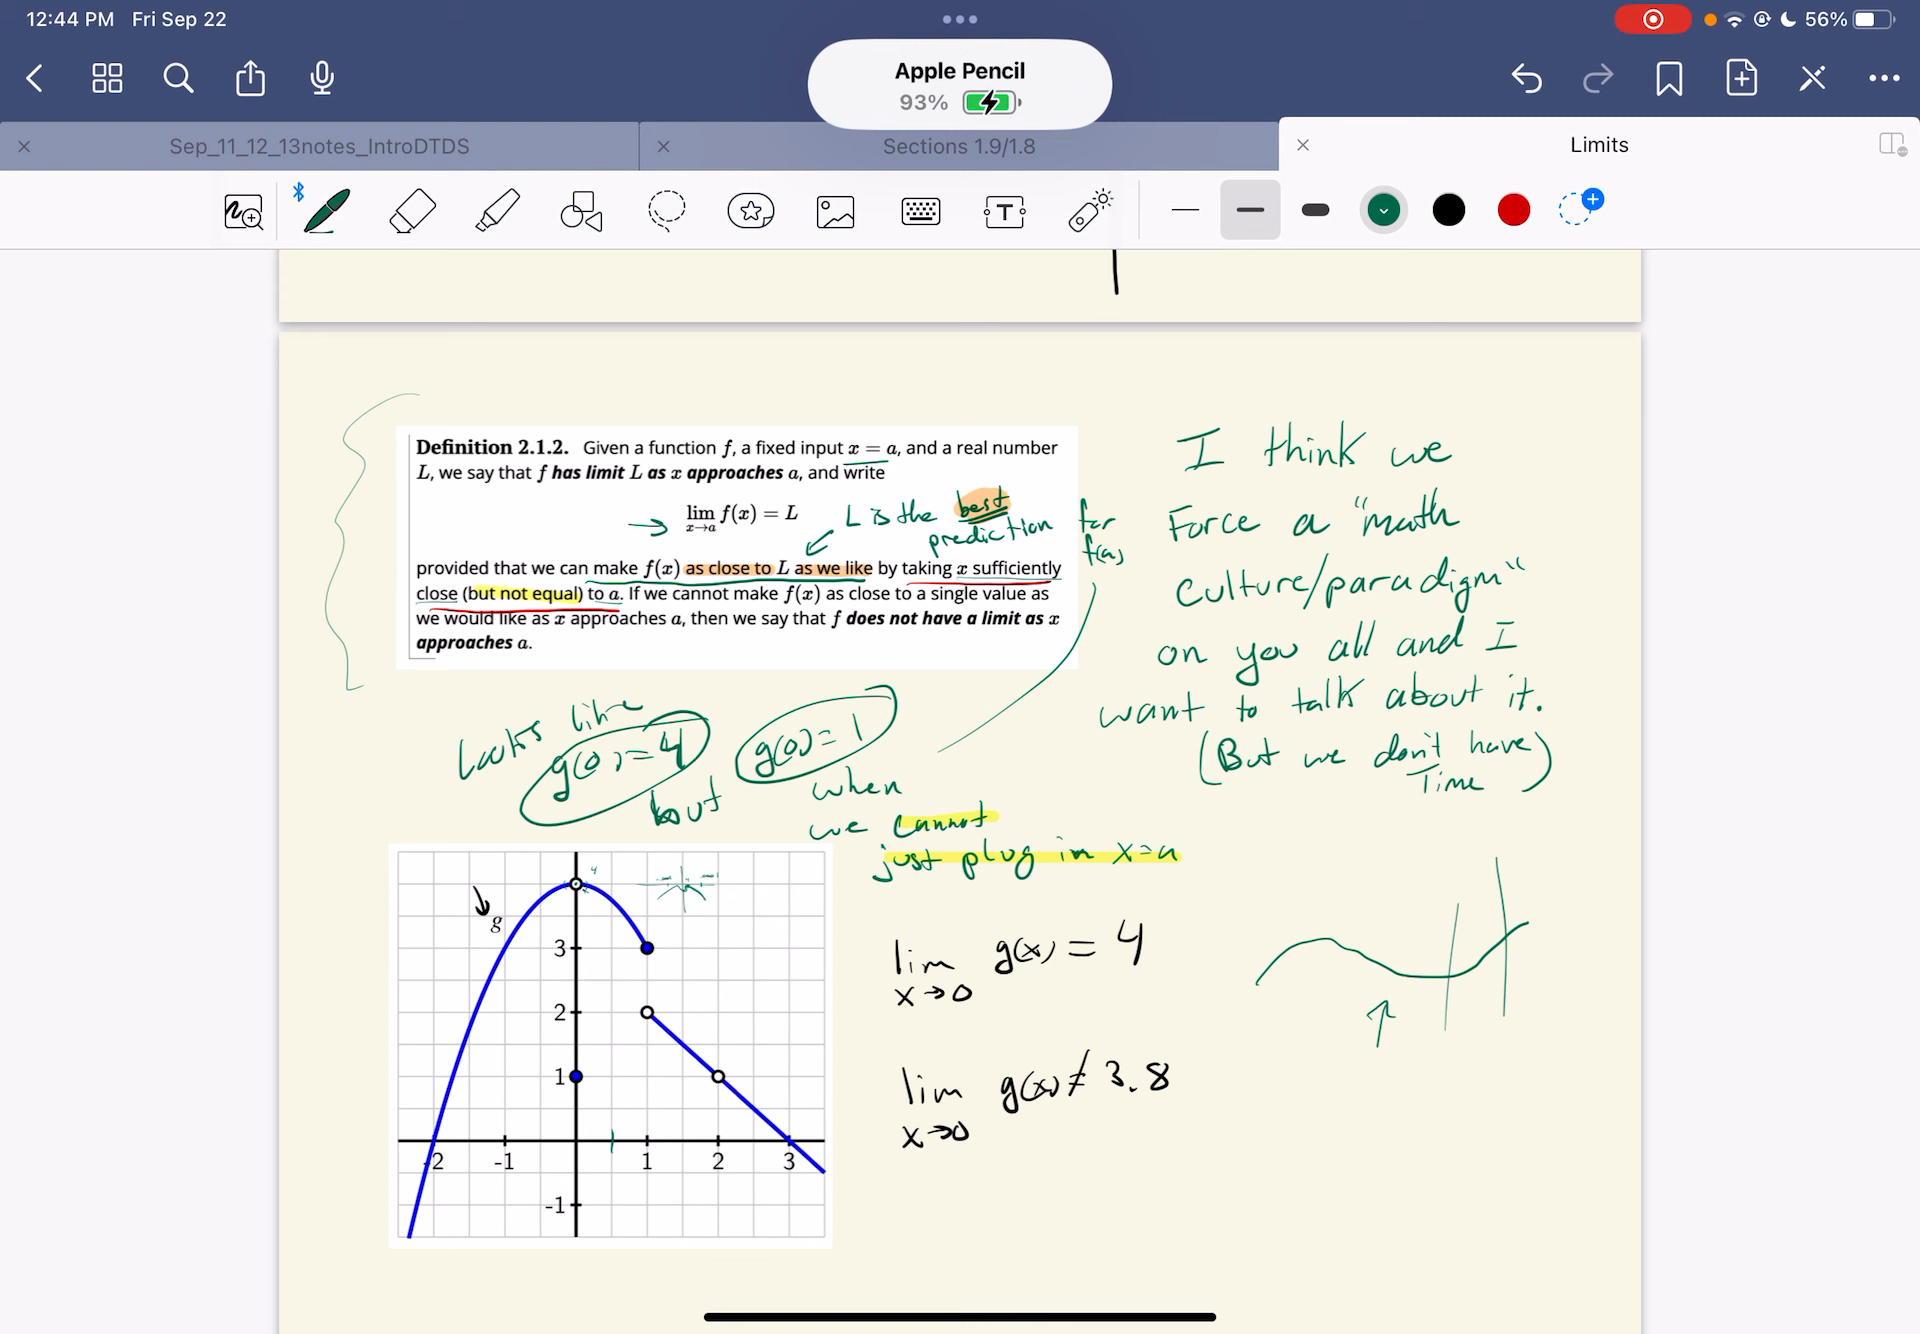 12:44 PM Fri Sep 22
56%
Apple Pencil
93%
Sep_11_12_13notes_IntroDTDS
Sections 1.9/1.8
Limits
T
Definition 2.1.2. Given a function f, a fixed input x = a, and a real number
L, we say that f has limit L as x approaches a, and write
lim f(x) = L
x→a
→
L is the best
prediction for
f(a)
provided that we can make f(x) as close to L as we like by taking x sufficiently
close (but not equal) to a. If we cannot make f(x) as close to a single value as
we would like as x approaches a, then we say that f does not have a limit as x
approaches a.
I think we
Force a "math
culture/paradigm"
on you all and I
want to talk about it.
(But we don't have)
Time
Looks like
g(0)=4
but
g(0)=1
when
we cannot
just plug in x=a
g
4
3
2
1
-2 -1 1 2 3
-1
lim g(x) = 4
x→0
lim g(x) ≠ 3.8
x→0